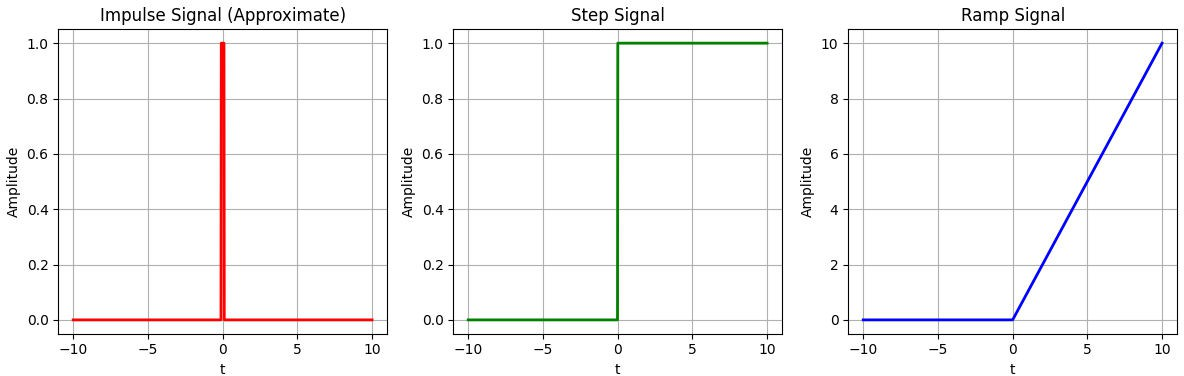 Impulse Signal (Approximate)
1.0
0.8
0.6
0.4
0.2
0.0
Amplitude
−10 −5 0 5 10
t
Step Signal
1.0
0.8
0.6
0.4
0.2
0.0
Amplitude
−10 −5 0 5 10
t
Ramp Signal
10
8
6
4
2
0
Amplitude
−10 −5 0 5 10
t